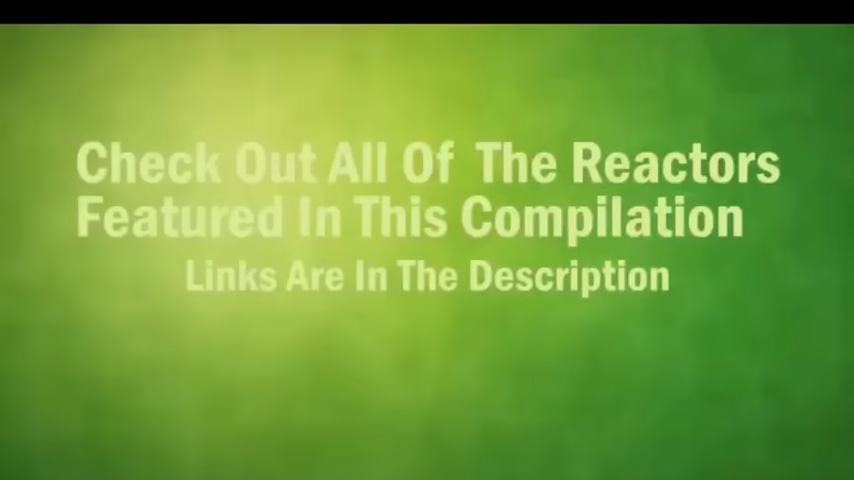 Check Out All Of The Reactors
Featured In This Compilation
Links Are In The Description